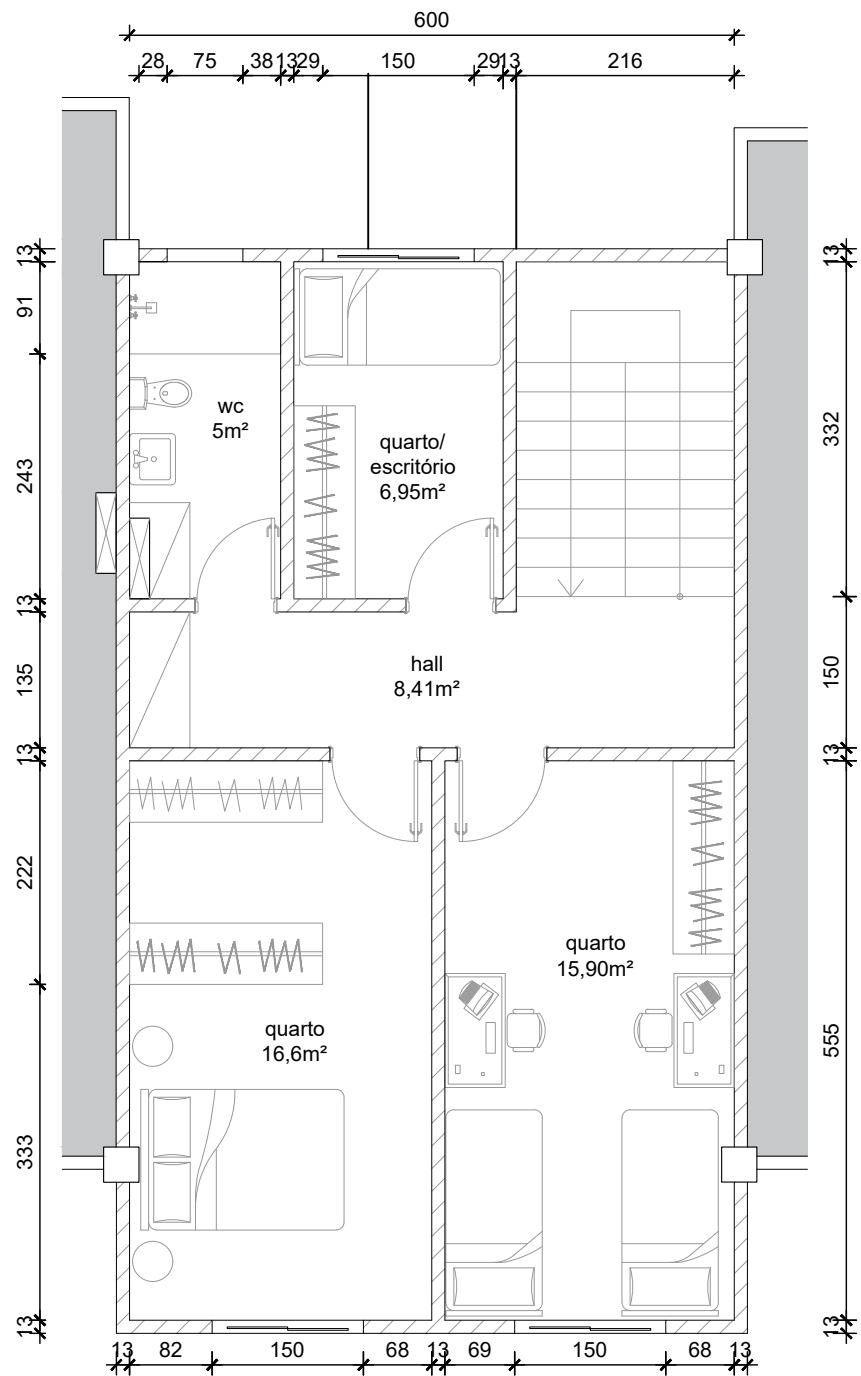 600
28 75 38 13 29 150 29 13 216
13
91
243
13
135
13
222
333
13
13
332
150
13
555
13
wc
5m²
quarto/
escritório
6,95m²
hall
8,41m²
quarto
16,6m²
quarto
15,90m²
13 82 150 68 13 69 150 68 13